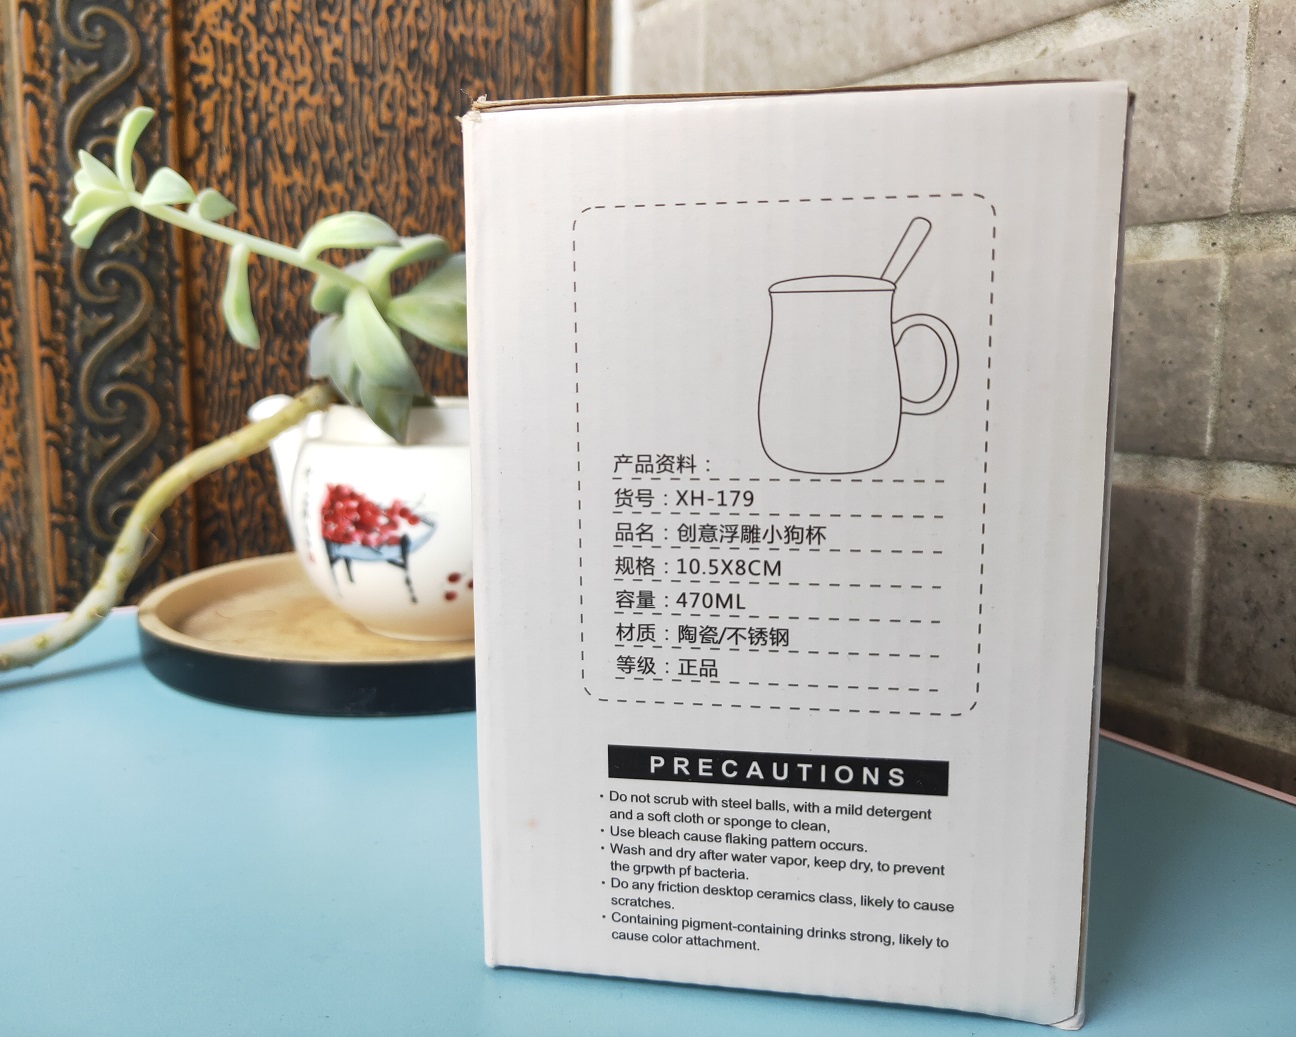 产品资料：
货号：XH-179
品名：创意浮雕小狗杯
规格：10.5X8CM
容量：470ML
材质：陶瓷/不锈钢
等级：正品
PRECAUTIONS
· Do not scrub with steel balls, with a mild detergent
and a soft cloth or sponge to clean,
· Use bleach cause flaking pattem occurs.
· Wash and dry after water vapor, keep dry, to prevent
the grpwth pf bacteria.
· Do any friction desktop ceramics class, likely to cause
scratches.
· Containing pigment-containing drinks strong, likely to
cause color attachment.